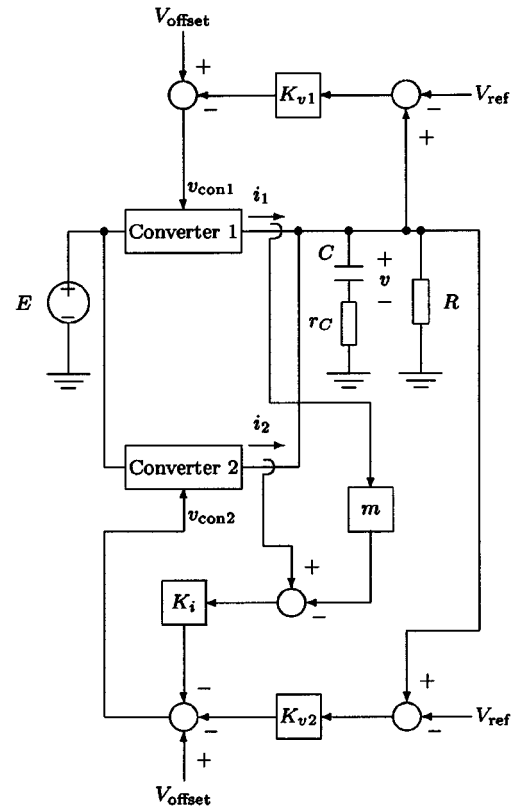 V_offset
+
−
K_v1
−
V_ref
+
v_con1
i_1
Converter 1
C
+
v
−
E
+
−
r_C
R
i_2
Converter 2
v_con2
m
+
−
K_i
−
−
K_v2
+
−
V_ref
+
V_offset